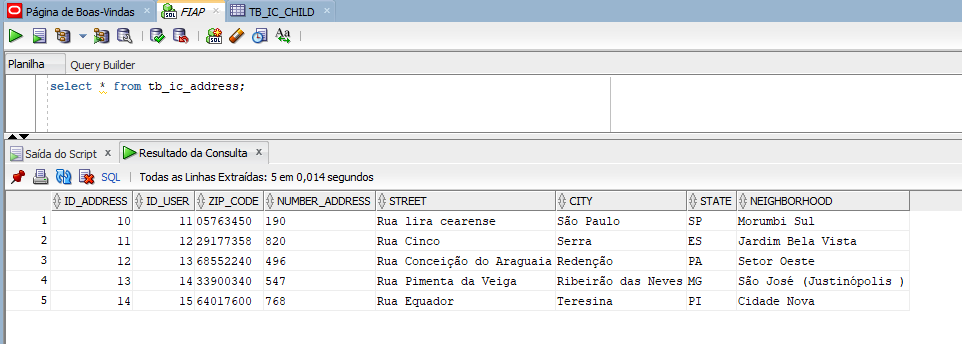 Página de Boas-Vindas × FIAP × TB_IC_CHILD ×
SQL SQL Aa
Planilha Query Builder
select * from tb_ic_address;
Saída do Script × Resultado da Consulta ×
SQL | Todas as Linhas Extraídas: 5 em 0,014 segundos
ID_ADDRESS ID_USER ZIP_CODE NUMBER_ADDRESS STREET CITY STATE NEIGHBORHOOD
1 10 11 05763450 190 Rua lira cearense São Paulo SP Morumbi Sul
2 11 12 29177358 820 Rua Cinco Serra ES Jardim Bela Vista
3 12 13 68552240 496 Rua Conceição do Araguaia Redenção PA Setor Oeste
4 13 14 33900340 547 Rua Pimenta da Veiga Ribeirão das Neves MG São José (Justinópolis )
5 14 15 64017600 768 Rua Equador Teresina PI Cidade Nova